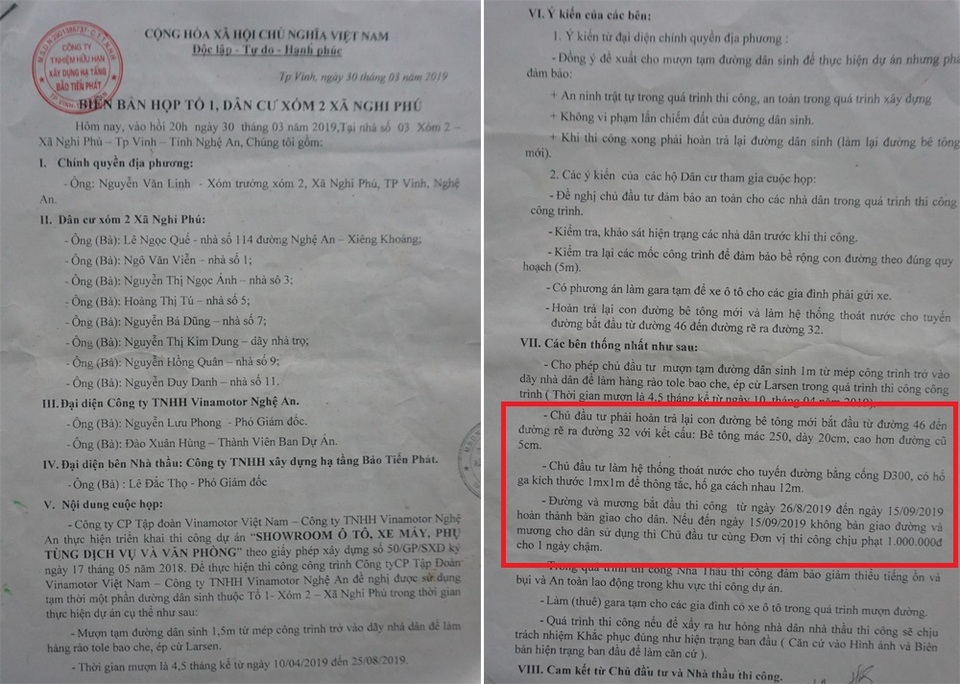 CỘNG HÒA XÃ HỘI CHỦ NGHĨA VIỆT NAM
Độc lập - Tự do - Hạnh phúc
CÔNG TY
TNHIỆM HỮU HẠN
XÂY DỰNG HẠ TẦNG
BẢO TIẾN PHÁT
Tp Vinh, ngày 30 tháng 03 năm 2019
BIÊN BẢN HỌP TỔ 1, DÂN CƯ XÓM 2 XÃ NGHI PHÚ
Hôm nay, vào hồi 20h ngày 30 tháng 03 năm 2019,Tại nhà số 03 Xóm 2 –
Xã Nghi Phú – Tp Vinh – Tỉnh Nghệ An, Chúng tôi gồm:
I. Chính quyền địa phương:
- Ông: Nguyễn Văn Linh - Xóm trưởng xóm 2, Xã Nghi Phú, TP Vinh, Nghệ
An.
II. Dân cư xóm 2 Xã Nghi Phú:
- Ông (Bà): Lê Ngọc Quế - nhà số 114 đường Nghệ An – Xiêng Khoảng;
- Ông (Bà): Ngô Văn Viễn – nhà số 1;
- Ông (Bà): Nguyễn Thị Ngọc Ánh – nhà số 3;
- Ông (Bà): Hoàng Thị Tú – nhà số 5;
- Ông (Bà): Nguyễn Bá Dũng – nhà số 7;
- Ông (Bà): Nguyễn Thị Kim Dung – dãy nhà trọ;
- Ông (Bà): Nguyễn Hồng Quân – nhà số 9;
- Ông (Bà): Nguyễn Duy Danh – nhà số 11.
III. Đại diện Công ty TNHH Vinamotor Nghệ An.
- Ông (Bà): Nguyễn Lưu Phong - Phó Giám đốc.
- Ông (Bà): Đào Xuân Hùng – Thành Viên Ban Dự Án.
IV. Đại diện bên Nhà thầu: Công ty TNHH xây dựng hạ tầng Bảo Tiến Phát.
- Ông (Bà) : Lê Đắc Thọ - Phó Giám đốc
V. Nội dung cuộc họp:
- Công ty CP Tập đoàn Vinamotor Việt Nam – Công ty TNHH Vinamotor Nghệ
An thực hiện triển khai thi công dự án "SHOWROOM Ô TÔ, XE MÁY, PHỤ
TÙNG DỊCH VỤ VÀ VĂN PHÒNG" theo giấy phép xây dựng số 50/GP/SXD ký
ngày 17 tháng 05 năm 2018. Để thực hiện thi công công trình Công tyCP Tập Đoàn
Vinamotor Việt Nam – Công ty TNHH Vinamotor Nghệ An đề nghị được sử dụng
tạm thời một phần đường dân sinh thuộc Tổ 1- Xóm 2 – Xã Nghi Phú trong thời gian
thực hiện dự án cụ thể như sau:
- Mượn tạm đường dân sinh 1,5m từ mép công trình trở vào dãy nhà dân để làm
hàng rào tole bao che, ép cừ Larsen.
- Thời gian mượn là 4,5 tháng kể từ ngày 10/04/2019 đến 25/08/2019.
VI. Ý kiến của các bên:
1. Ý kiến từ đại diện chính quyền địa phương :
- Đồng ý đề xuất cho mượn tạm đường dân sinh để thực hiện dự án nhưng phải
đảm bảo:
+ An ninh trật tự trong quá trình thi công, an toàn trong quá trình xây dựng
+ Không vi phạm lấn chiếm đất của đường dân sinh.
+ Khi thi công xong phải hoàn trả lại đường dân sinh (làm lại đường bê tông
mới).
2. Các ý kiến của các hộ Dân cư tham gia cuộc họp:
- Đề nghị chủ đầu tư đảm bảo an toàn cho các nhà dân trong quá trình thi công
công trình.
- Kiểm tra, khảo sát hiện trạng các nhà dân trước khi thi công.
- Kiểm tra lại các mốc công trình để đảm bảo bề rộng con đường theo đúng quy
hoạch (5m).
- Có phương án làm gara tạm để xe ô tô cho các gia đình phải gửi xe.
- Hoàn trả lại con đường bê tông mới và làm hệ thống thoát nước cho tuyến
đường bắt đầu từ đường 46 đến đường rẽ ra đường 32.
VII. Các bên thống nhất như sau:
- Cho phép chủ đầu tư mượn tạm đường dân sinh 1m từ mép công trình trở vào
dãy nhà dân để làm hàng rào tole bao che, ép cừ Larsen trong quá trình thi công công
trình ( Thời gian mượn là 4,5 tháng kể từ ngày 10 tháng 04 năm 2019).
- Chủ đầu tư phải hoàn trả lại con đường bê tông mới bắt đầu từ đường 46 đến
đường rẽ ra đường 32 với kết cấu: Bê tông mác 250, dày 20cm, cao hơn đường cũ
5cm.
- Chủ đầu tư làm hệ thống thoát nước cho tuyến đường bằng cống D300, có hố
ga kích thước 1mx1m để thông tắc, hố ga cách nhau 12m.
- Đường và mương bắt đầu thi công từ ngày 26/8/2019 đến ngày 15/09/2019
hoàn thành bàn giao cho dân. Nếu đến ngày 15/09/2019 không bàn giao đường và
mương cho dân sử dụng thì Chủ đầu tư cùng Đơn vị thi công chịu phạt 1.000.000đ
cho 1 ngày chậm.
- Trong quá trình thi công Nhà Thầu thi công đảm bảo giảm thiểu tiếng ồn và
bụi và An toàn lao động trong khu vực thi công dự án.
- Làm (thuê) gara tạm cho các gia đình có xe ô tô trong quá trình mượn đường.
- Quá trình thi công nếu để xẩy ra hư hỏng nhà dân nhà thầu thi công sẽ chịu
trách nhiệm Khắc phục đúng như hiện trạng ban đầu ( Căn cứ vào Hình ảnh và Biên
bản hiện trạng ban đầu để làm căn cứ ).
VIII. Cam kết từ Chủ đầu tư và Nhà thầu thi công.